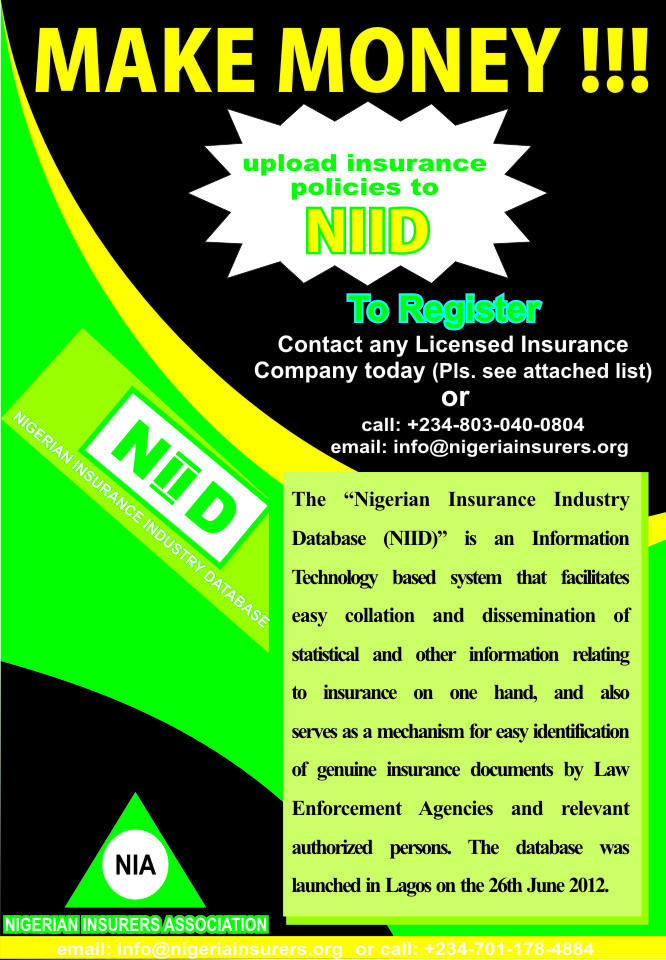 MAKE MONEY !!!
upload insurance
policies to
NIID
To Register
Contact any Licensed Insurance
Company today (Pls. see attached list)
or
call: +234-803-040-0804
email: info@nigeriainsurers.org
NIID
NIGERIAN INSURANCE INDUSTRY DATABASE
The “Nigerian Insurance Industry
Database (NIID)” is an Information
Technology based system that facilitates
easy collation and dissemination of
statistical and other information relating
to insurance on one hand, and also
serves as a mechanism for easy identification
of genuine insurance documents by Law
Enforcement Agencies and relevant
authorized persons. The database was
launched in Lagos on the 26th June 2012.
NIA
NIGERIAN INSURERS ASSOCIATION
email: info@nigeriainsurers.org or call: +234-701-178-4884